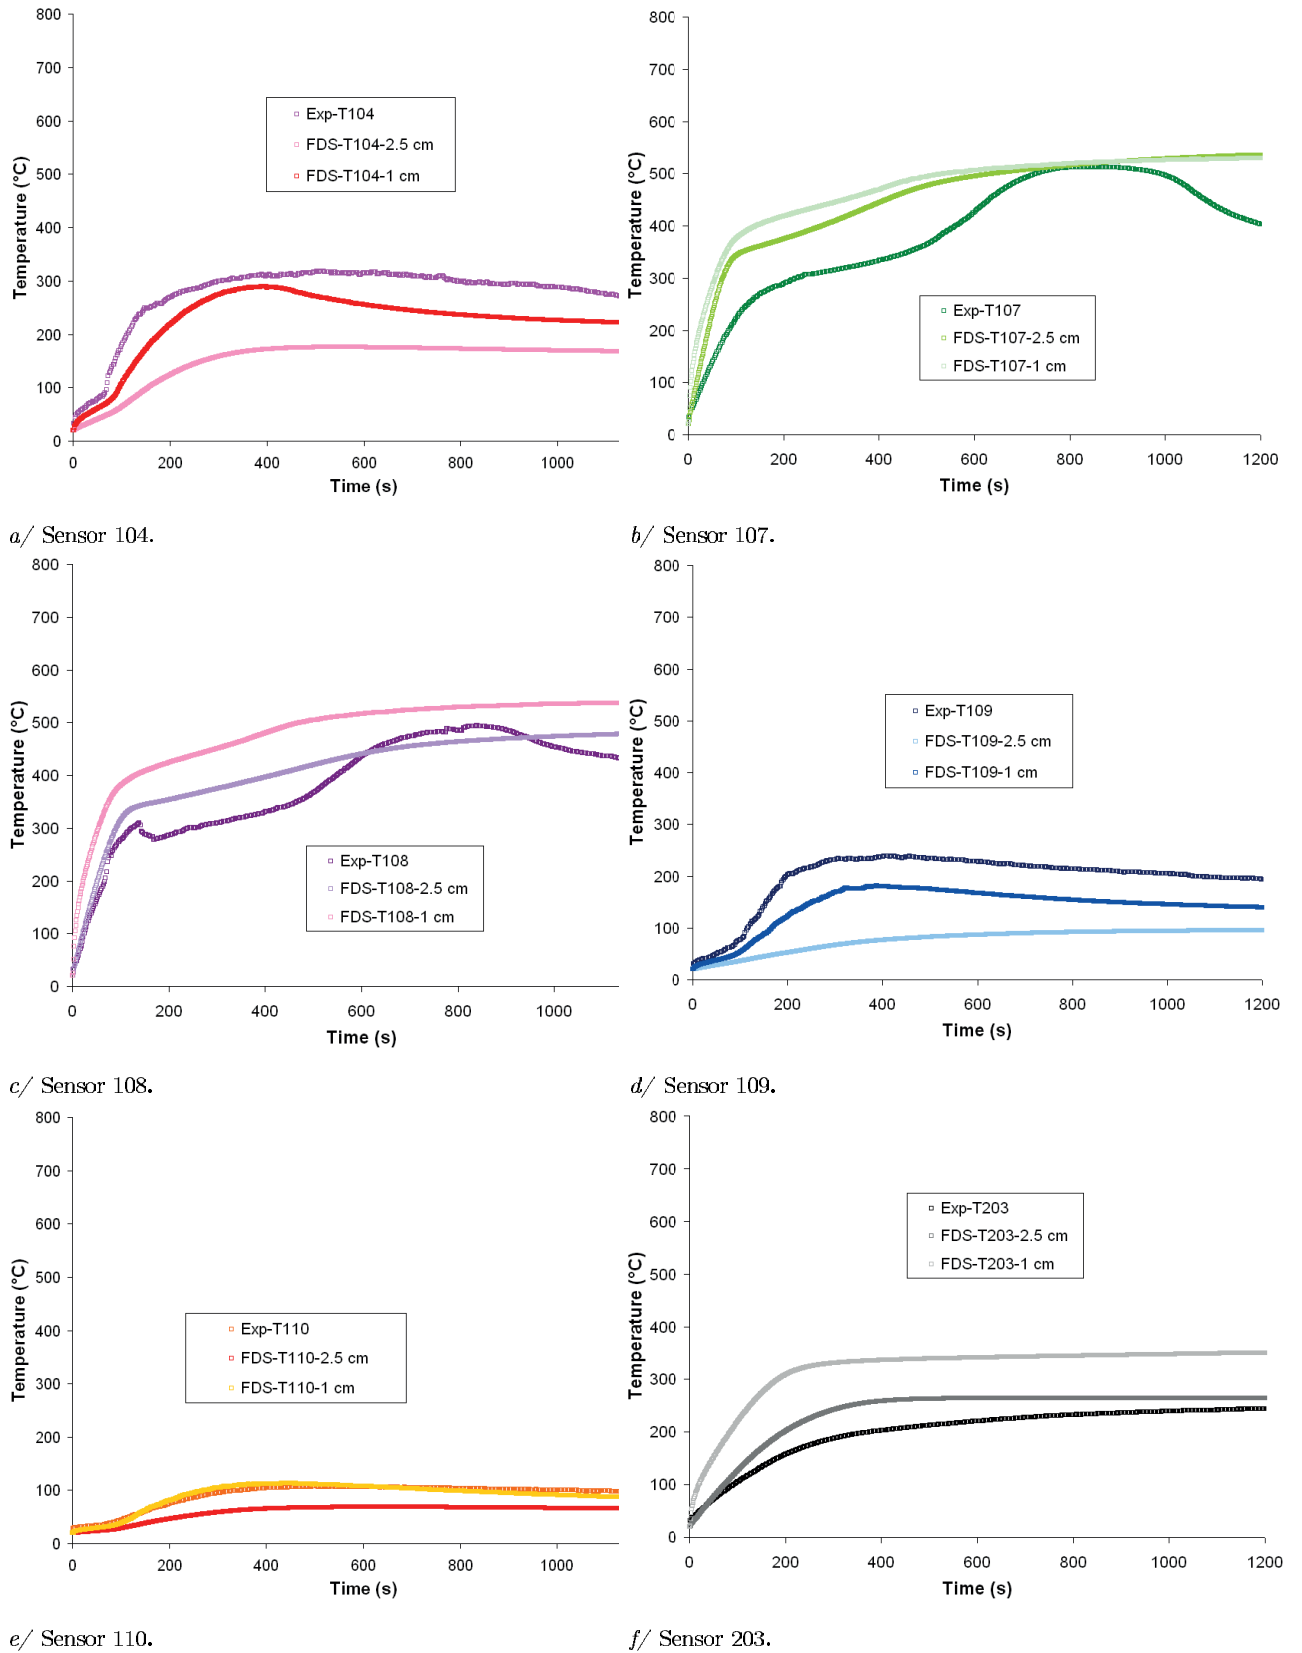 800
700
600
500
400
300
200
100
0
Temperature (°C)
Exp-T104
FDS-T104-2.5 cm
FDS-T104-1 cm
0 200 400 600 800 1000
Time (s)
a/ Sensor 104.
800
700
600
500
400
300
200
100
0
Temperature (°C)
Exp-T107
FDS-T107-2.5 cm
FDS-T107-1 cm
0 200 400 600 800 1000 1200
Time (s)
b/ Sensor 107.
800
700
600
500
400
300
200
100
0
Temperature (°C)
Exp-T108
FDS-T108-2.5 cm
FDS-T108-1 cm
0 200 400 600 800 1000
Time (s)
c/ Sensor 108.
800
700
600
500
400
300
200
100
0
Temperature (°C)
Exp-T109
FDS-T109-2.5 cm
FDS-T109-1 cm
0 200 400 600 800 1000 1200
Time (s)
d/ Sensor 109.
800
700
600
500
400
300
200
100
0
Temperature (°C)
Exp-T110
FDS-T110-2.5 cm
FDS-T110-1 cm
0 200 400 600 800 1000
Time (s)
e/ Sensor 110.
800
700
600
500
400
300
200
100
0
Temperature (°C)
Exp-T203
FDS-T203-2.5 cm
FDS-T203-1 cm
0 200 400 600 800 1000 1200
Time (s)
f/ Sensor 203.